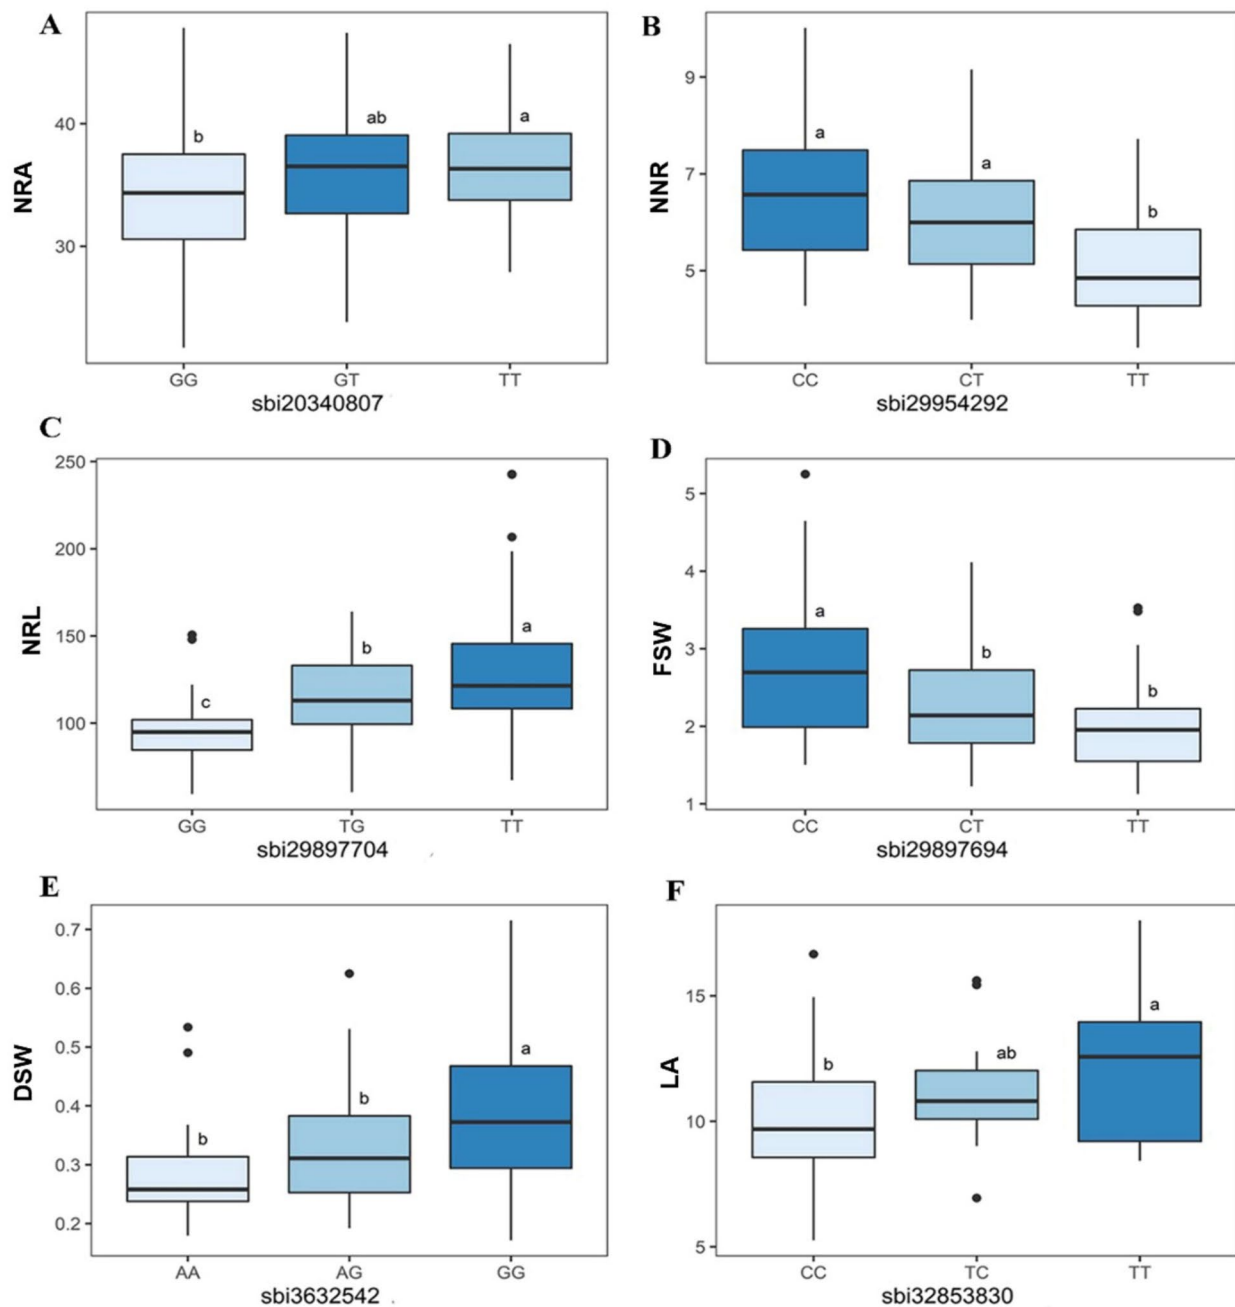 A
NRA
40
30
b
ab
a
GG GT TT
sbi20340807
B
NNR
9
7
5
a
a
b
CC CT TT
sbi29954292
C
NRL
250
200
150
100
c
b
a
GG TG TT
sbi29897704
D
FSW
5
4
3
2
1
a
b
b
CC CT TT
sbi29897694
E
DSW
0.7
0.6
0.5
0.4
0.3
0.2
b
b
a
AA AG GG
sbi3632542
F
LA
15
10
5
b
ab
a
CC TC TT
sbi32853830